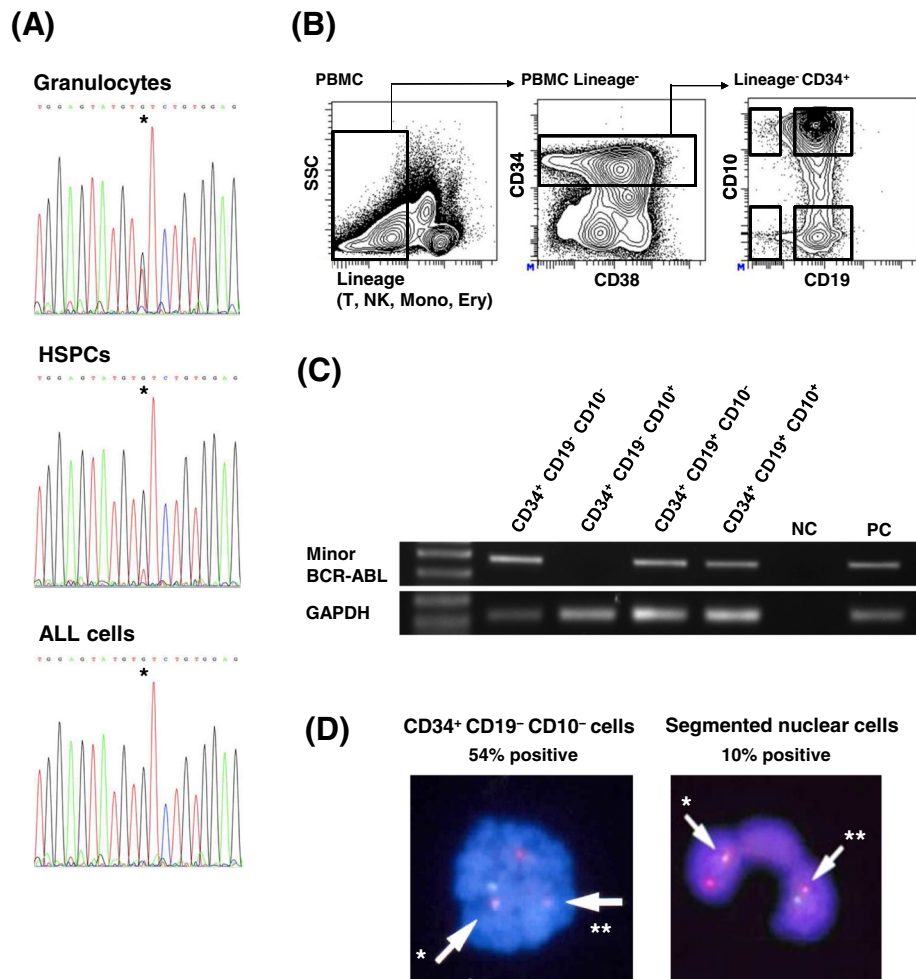 (A)
Granulocytes
T G G A G T A T G T G T C T G T G G A G
*
HSPCs
T G G A G T A T G T G T C T G T G G A G
*
ALL cells
T G G A G T A T G T G T C T G T G G A G
*
(B)
PBMC
PBMC Lineage⁻
Lineage⁻ CD34⁺
SSC
Lineage
(T, NK, Mono, Ery)
CD34
M
CD38
CD10
M
CD19
(C)
CD34⁺ CD19⁻ CD10⁻
CD34⁺ CD19⁻ CD10⁺
CD34⁺ CD19⁺ CD10⁻
CD34⁺ CD19⁺ CD10⁺
NC
PC
Minor
BCR-ABL
GAPDH
(D)
CD34⁺ CD19⁻ CD10⁻ cells
54% positive
*
**
Segmented nuclear cells
10% positive
*
**